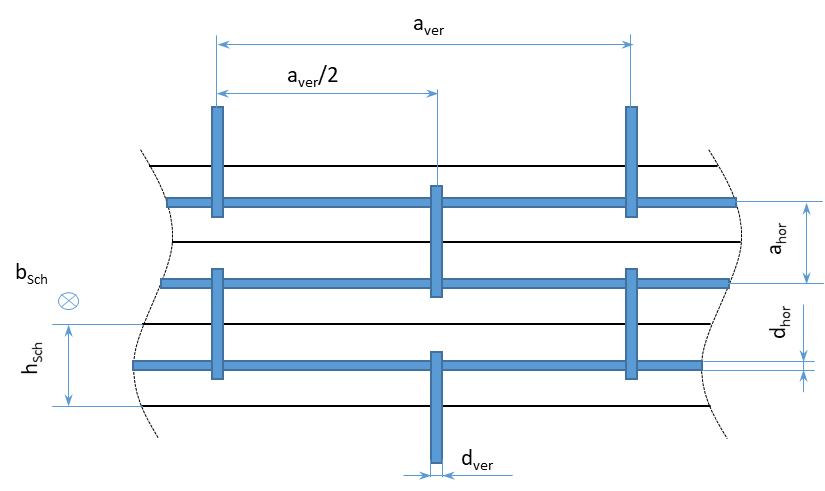 a_ver
a_ver/2
a_hor
b_Sch
d_hor
h_Sch
d_ver